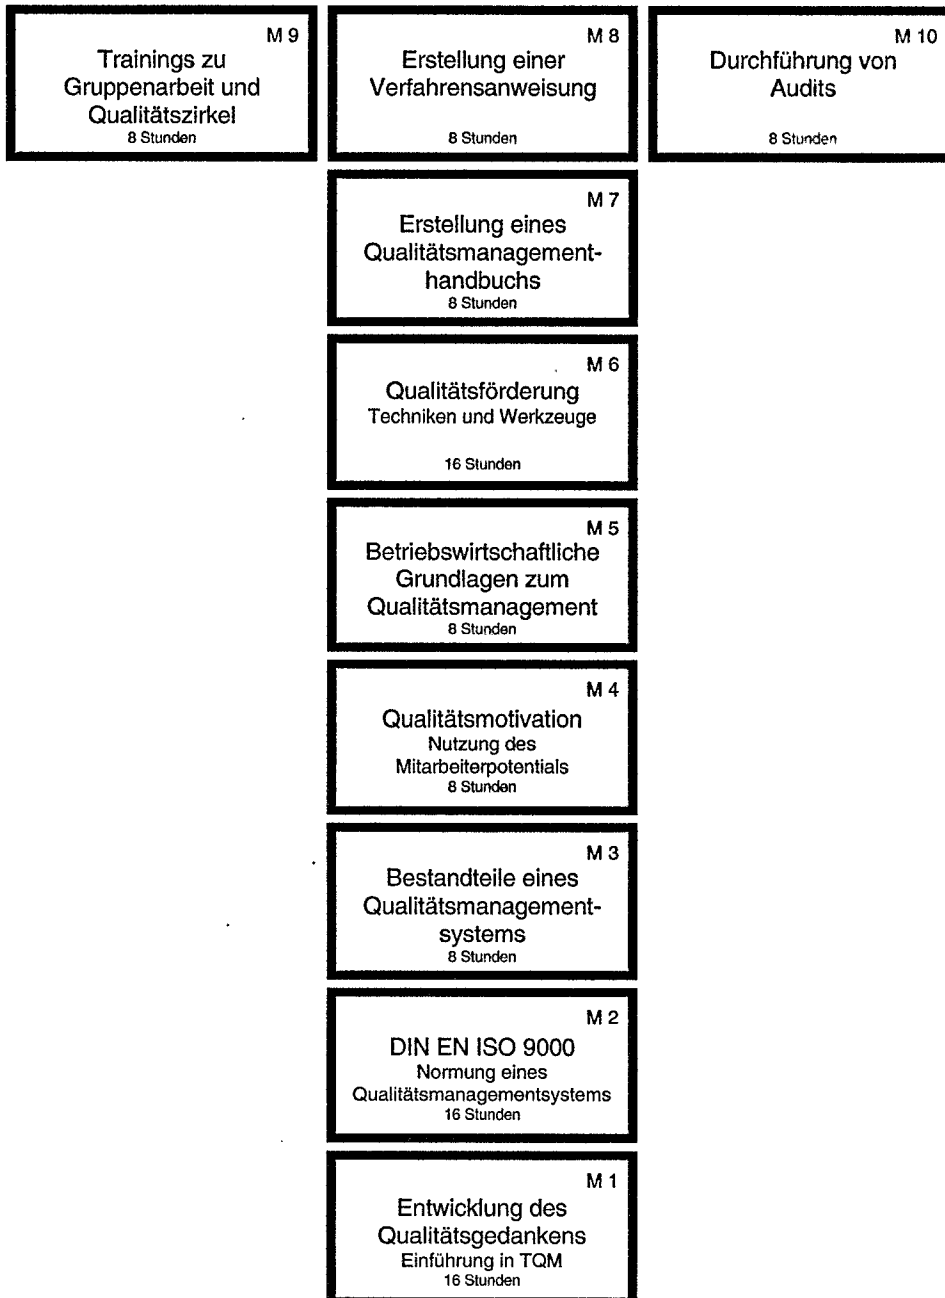 M 9
Trainings zu
Gruppenarbeit und
Qualitätszirkel
8 Stunden
M 8
Erstellung einer
Verfahrensanweisung
8 Stunden
M 10
Durchführung von
Audits
8 Stunden
M 7
Erstellung eines
Qualitätsmanagement-
handbuchs
8 Stunden
M 6
Qualitätsförderung
Techniken und Werkzeuge
16 Stunden
M 5
Betriebswirtschaftliche
Grundlagen zum
Qualitätsmanagement
8 Stunden
M 4
Qualitätsmotivation
Nutzung des
Mitarbeiterpotentials
8 Stunden
M 3
Bestandteile eines
Qualitätsmanagement-
systems
8 Stunden
M 2
DIN EN ISO 9000
Normung eines
Qualitätsmanagementsystems
16 Stunden
M 1
Entwicklung des
Qualitätsgedankens
Einführung in TQM
16 Stunden